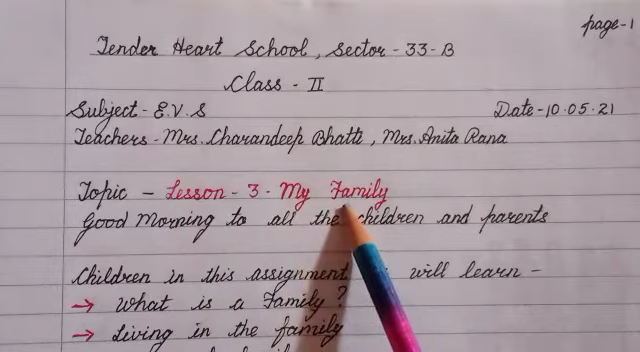 page-1
Tender Heart School, Sector-33-B
Class - II
Subject - E.V.S
Date-10.05.21
Teachers - Mrs. Charandeep Bhatti, Mrs. Anita Rana
Topic - Lesson - 3 - My Family
Good Morning to all the children and parents
Children in this assignment will learn -
→ What is a Family?
→ Living in the family